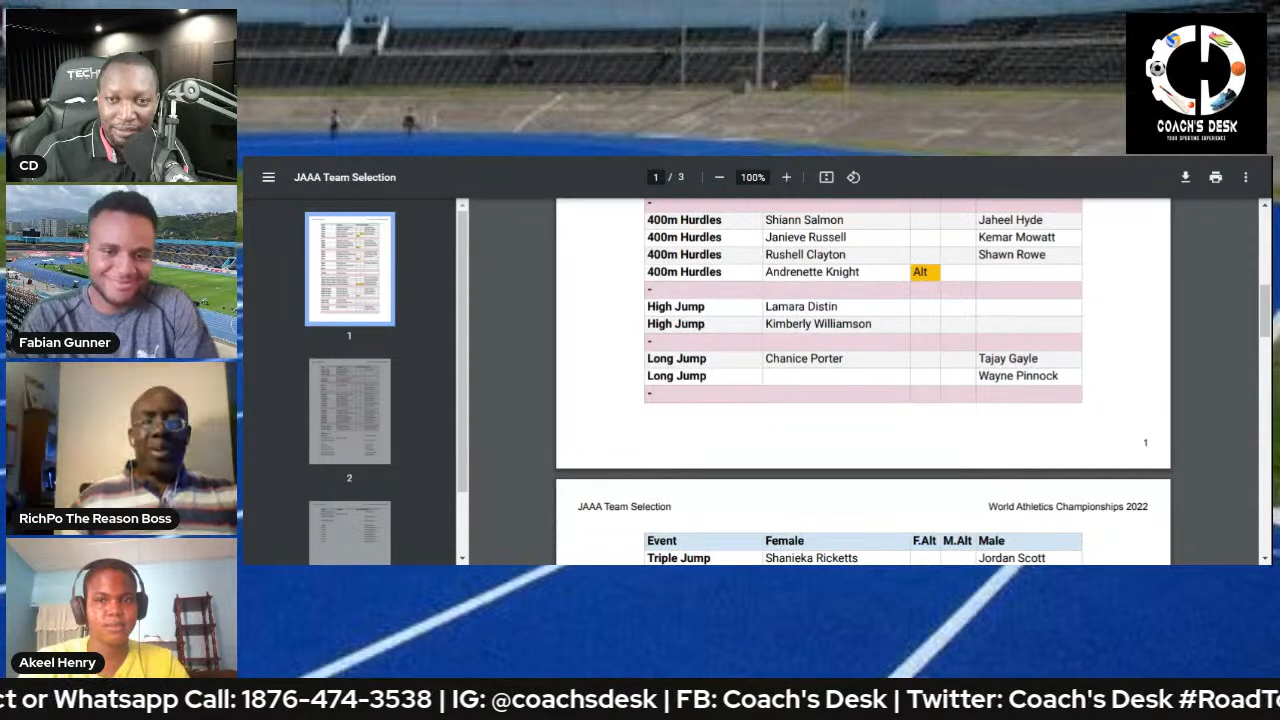 TECH
CD
Fabian Gunner
RichPo The Reason Boss
Akeel Henry
CD
COACH'S DESK
YOUR SPORTING EXPERIENCE
JAAA Team Selection
1 / 3
100%
1
2
-
400m Hurdles Shiann Salmon Jaheel Hyde
400m Hurdles Janieve Russell Kemar Mowatt
400m Hurdles Rushell Clayton Shawn Rowe
400m Hurdles Andrenette Knight Alt
-
High Jump Lamara Distin
High Jump Kimberly Williamson
-
Long Jump Chanice Porter Tajay Gayle
Long Jump Wayne Pinnock
-
1
JAAA Team Selection World Athletics Championships 2022
Event Female F.Alt M.Alt Male
Triple Jump Shanieka Ricketts Jordan Scott
ct or Whatsapp Call: 1876-474-3538 | IG: @coachsdesk | FB: Coach's Desk | Twitter: Coach's Desk #RoadTo